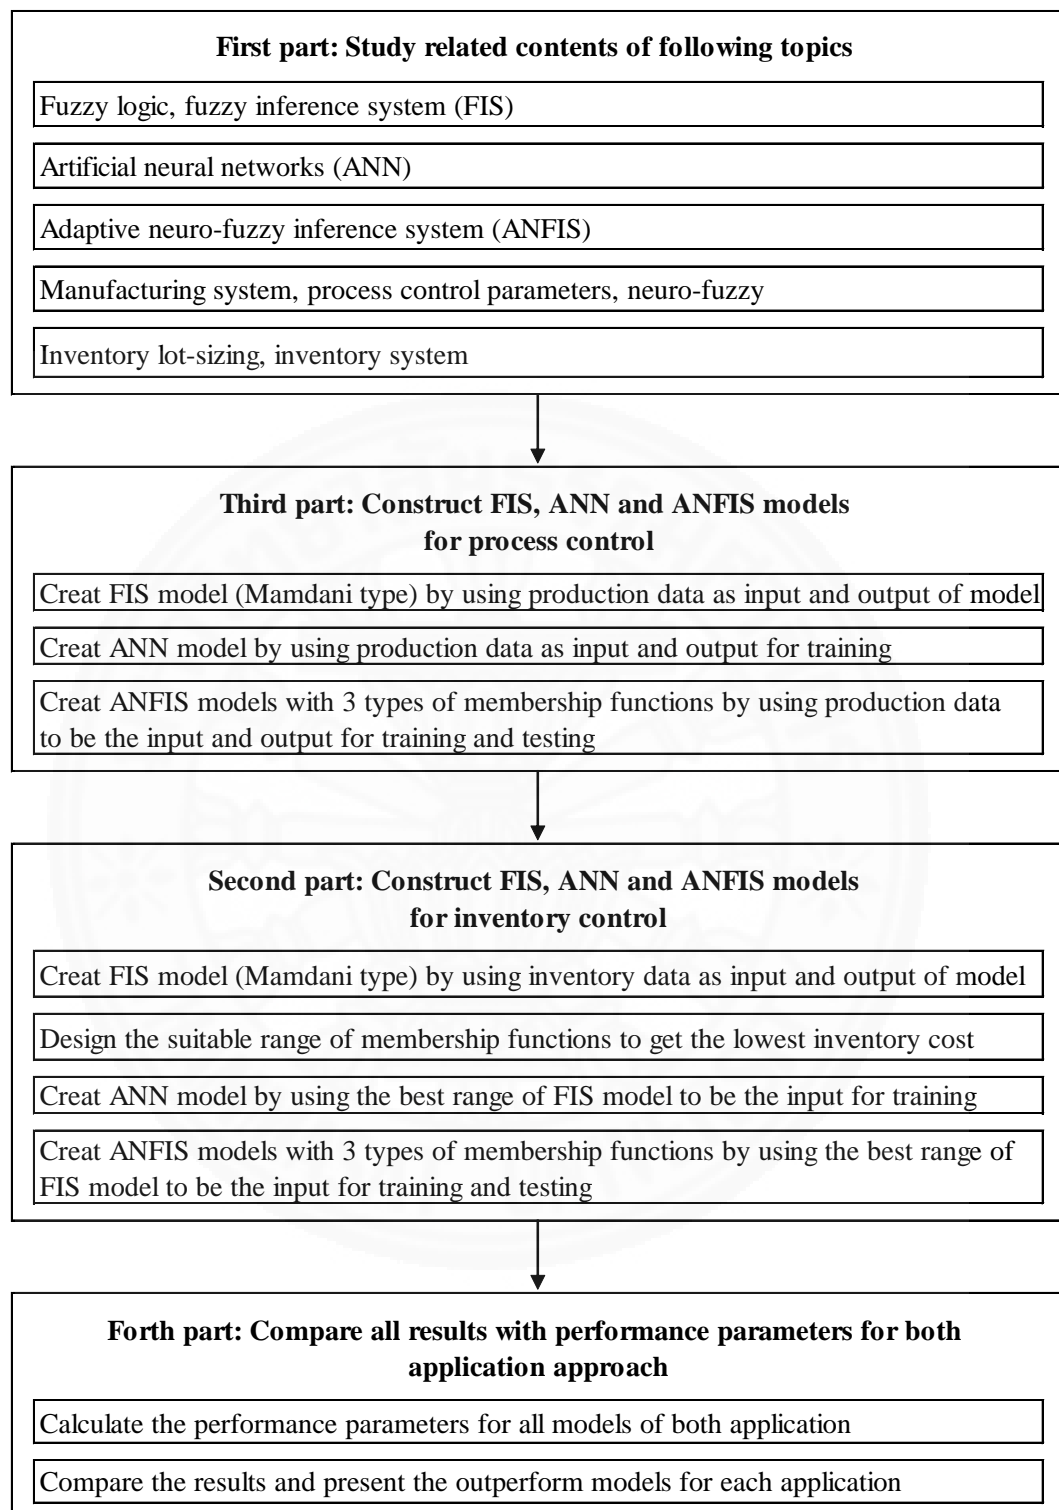 First part: Study related contents of following topics
Fuzzy logic, fuzzy inference system (FIS)
Artificial neural networks (ANN)
Adaptive neuro-fuzzy inference system (ANFIS)
Manufacturing system, process control parameters, neuro-fuzzy
Inventory lot-sizing, inventory system
Third part: Construct FIS, ANN and ANFIS models
for process control
Creat FIS model (Mamdani type) by using production data as input and output of model
Creat ANN model by using production data as input and output for training
Creat ANFIS models with 3 types of membership functions by using production data
to be the input and output for training and testing
Second part: Construct FIS, ANN and ANFIS models
for inventory control
Creat FIS model (Mamdani type) by using inventory data as input and output of model
Design the suitable range of membership functions to get the lowest inventory cost
Creat ANN model by using the best range of FIS model to be the input for training
Creat ANFIS models with 3 types of membership functions by using the best range of
FIS model to be the input for training and testing
Forth part: Compare all results with performance parameters for both
application approach
Calculate the performance parameters for all models of both application
Compare the results and present the outperform models for each application